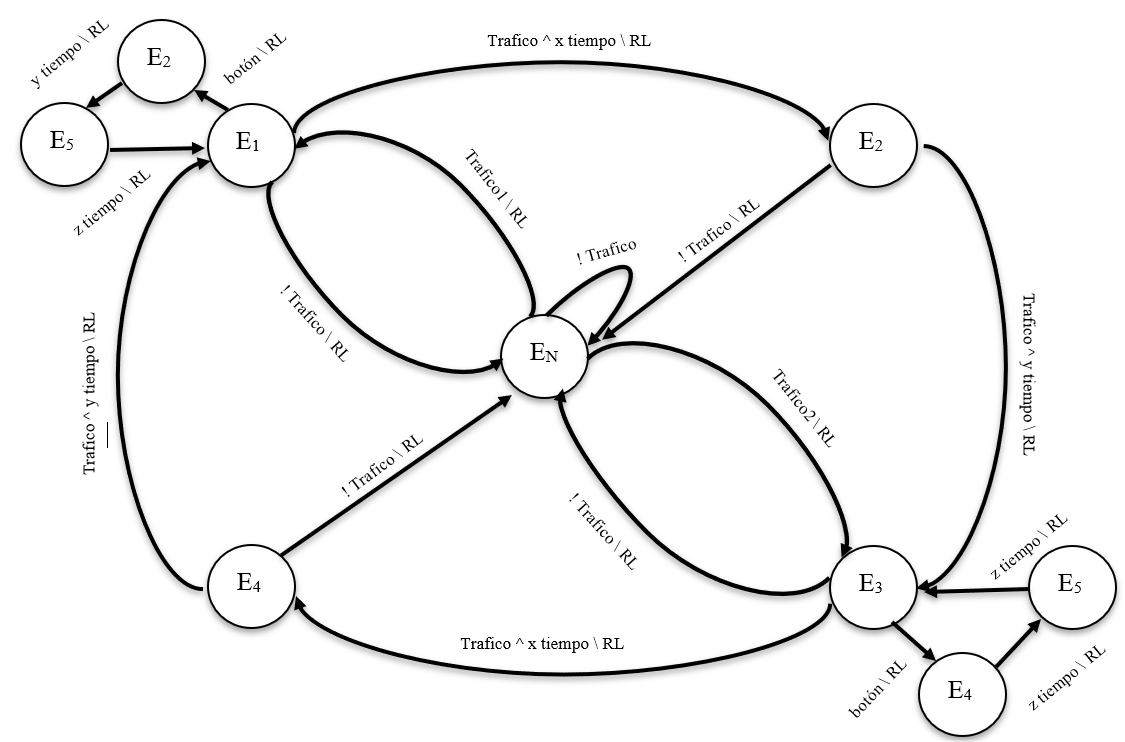 Trafico ^ x tiempo \ RL
y tiempo \ RL
botón \ RL
E2
E5
E1
E2
z tiempo \ RL
Trafico1 \ RL
! Trafico \ RL
! Trafico
! Trafico \ RL
EN
Trafico ^ y tiempo \ RL
Trafico ^ y tiempo \ RL
Trafico2 \ RL
! Trafico \ RL
! Trafico \ RL
z tiempo \ RL
E4
E3
E5
Trafico ^ x tiempo \ RL
botón \ RL
E4
z tiempo \ RL